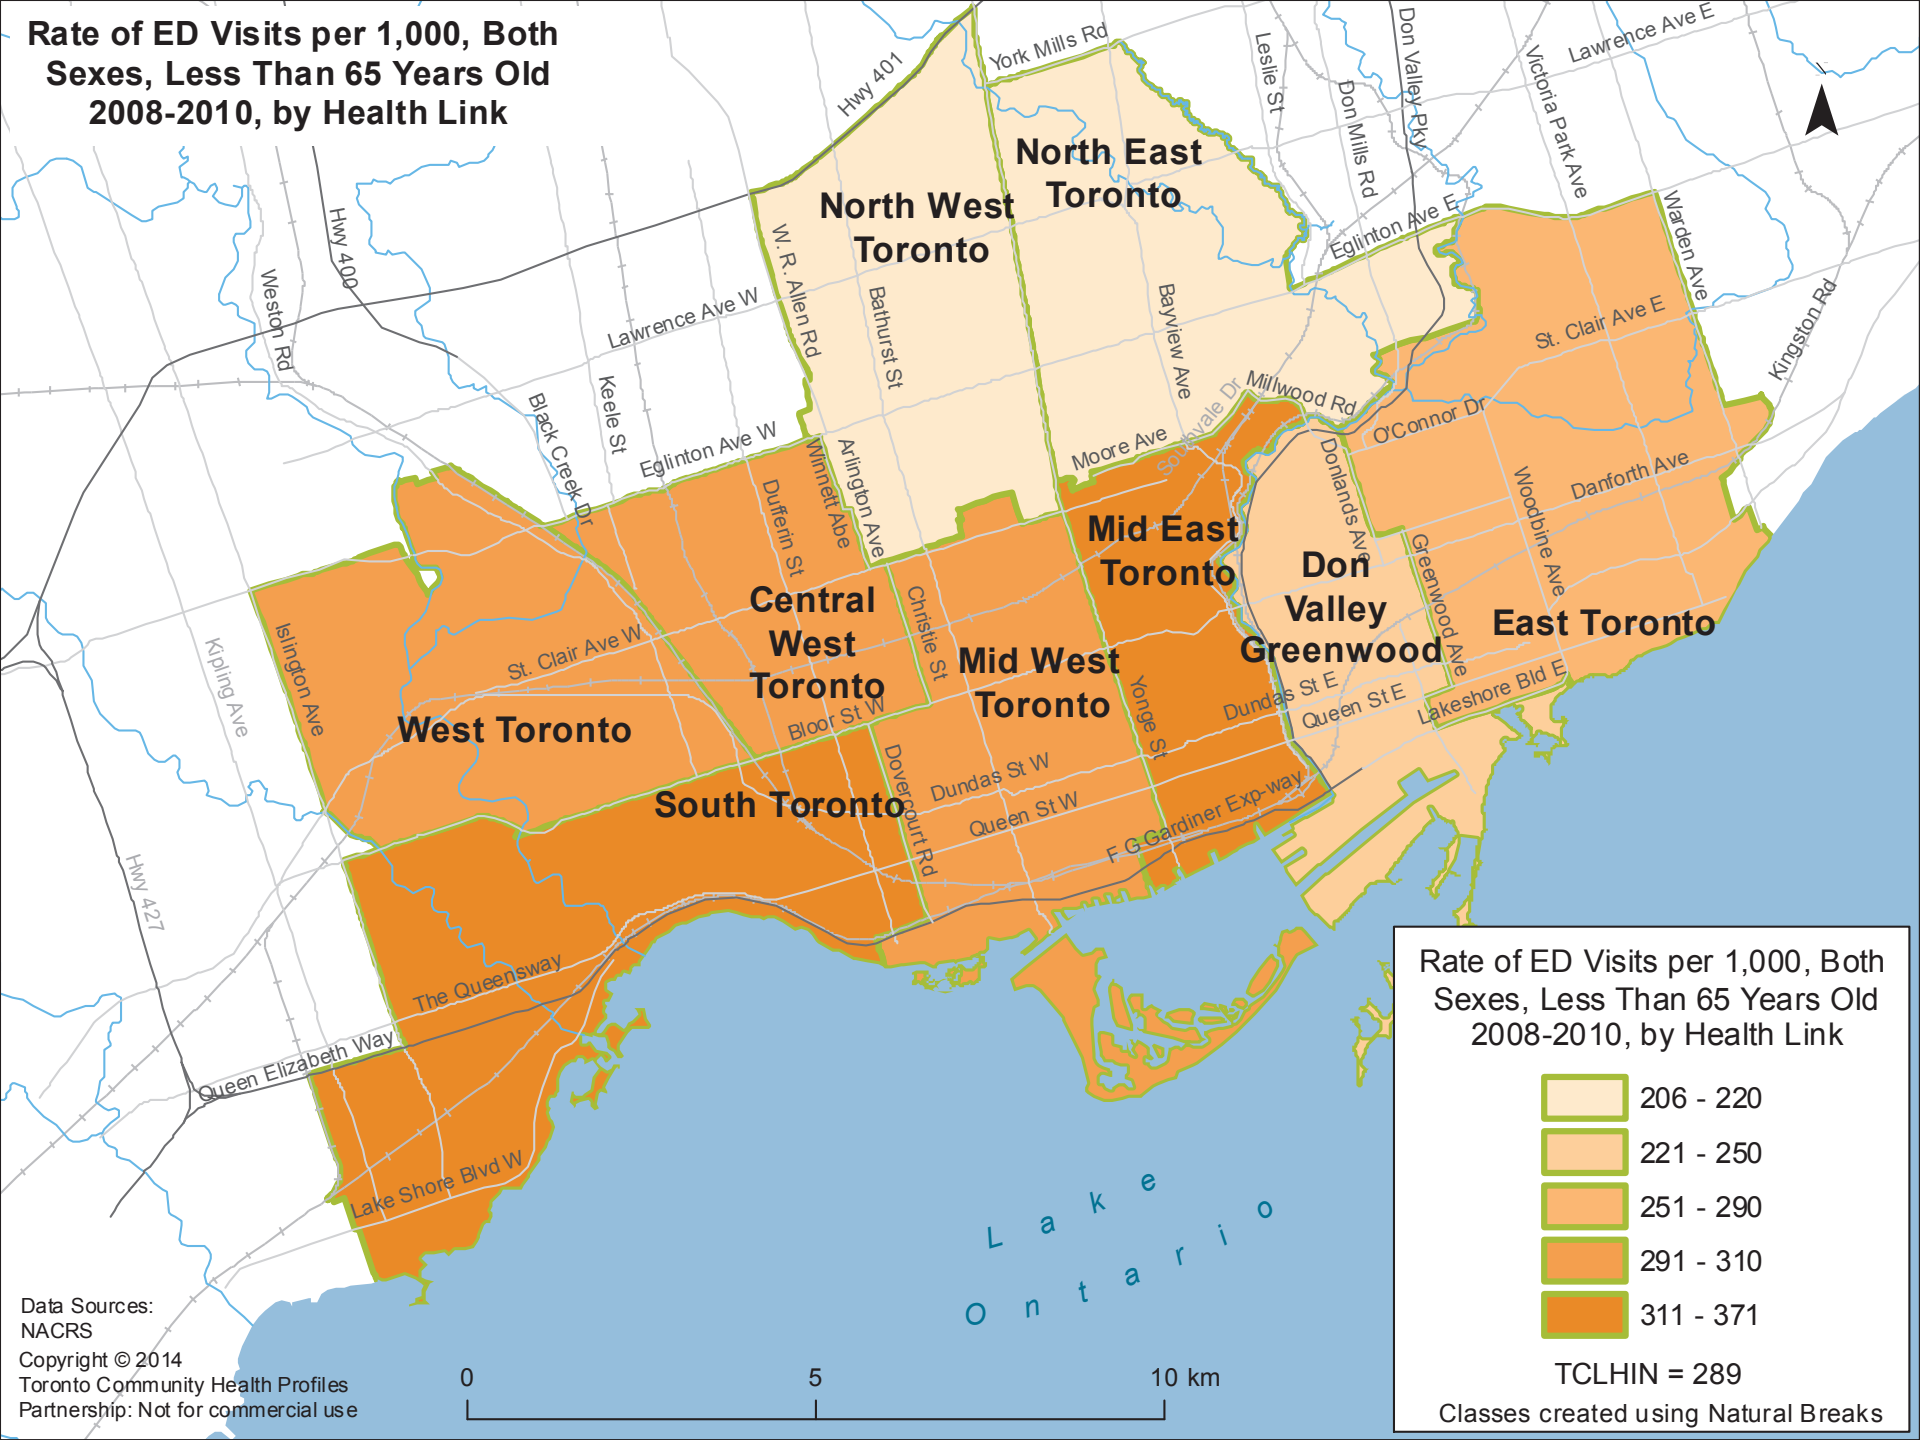 Rate of ED Visits per 1,000, Both
Sexes, Less Than 65 Years Old
2008-2010, by Health Link
Hwy 401
York Mills Rd
Leslie St
Don Mills Rd
Don Valley Pky
Victoria Park Ave
Lawrence Ave E
North East
Toronto
North West
Toronto
Hwy 400
Weston Rd
W. R. Allen Rd
Bathurst St
Bayview Ave
Eglinton Ave E
Warden Ave
Kingston Rd
St. Clair Ave E
Lawrence Ave W
Keele St
Black Creek Dr
Eglinton Ave W
Winnett Abe
Arlington Ave
Dufferin St
Moore Ave
Southvale Dr
Millwood Rd
O'Connor Dr
Donlands Ave
Danforth Ave
Woodbine Ave
Greenwood Ave
Mid East
Toronto
Don
Valley
Greenwood
East Toronto
Central
West
Toronto
Christie St
Mid West
Toronto
Kipling Ave
Islington Ave
St. Clair Ave W
West Toronto
Bloor St W
Yonge St
Dundas St E
Queen St E
Lakeshore Bld E
South Toronto
Dovercourt Rd
Dundas St W
Queen St W
F G Gardiner Exp-way
Hwy 427
The Queensway
Queen Elizabeth Way
Lake Shore Blvd W
Lake
Ontario
Rate of ED Visits per 1,000, Both
Sexes, Less Than 65 Years Old
2008-2010, by Health Link
206 - 220
221 - 250
251 - 290
291 - 310
311 - 371
TCLHIN = 289
Classes created using Natural Breaks
Data Sources:
NACRS
Copyright © 2014
Toronto Community Health Profiles
Partnership: Not for commercial use
0 5 10 km